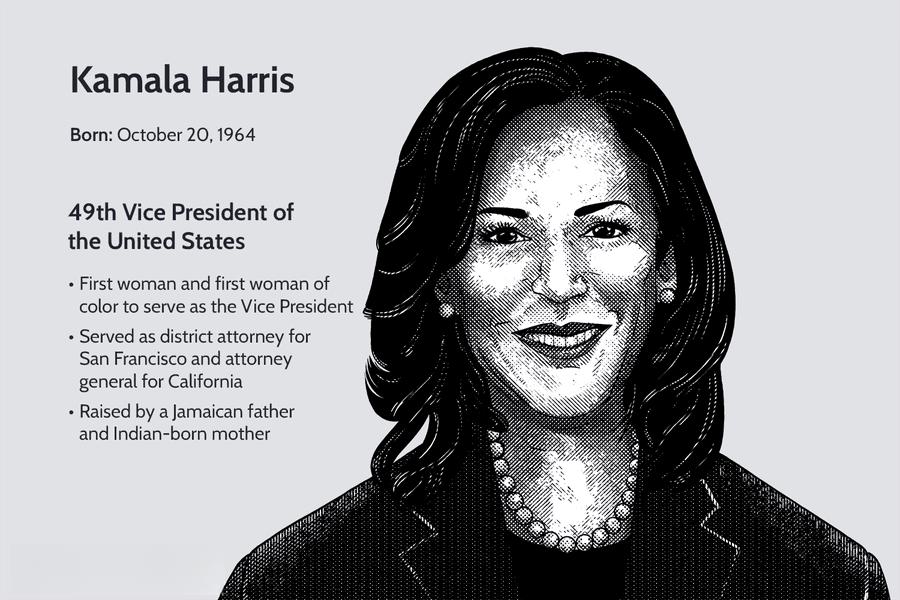 Kamala Harris
Born: October 20, 1964
49th Vice President of
the United States
• First woman and first woman of
color to serve as the Vice President
• Served as district attorney for
San Francisco and attorney
general for California
• Raised by a Jamaican father
and Indian-born mother